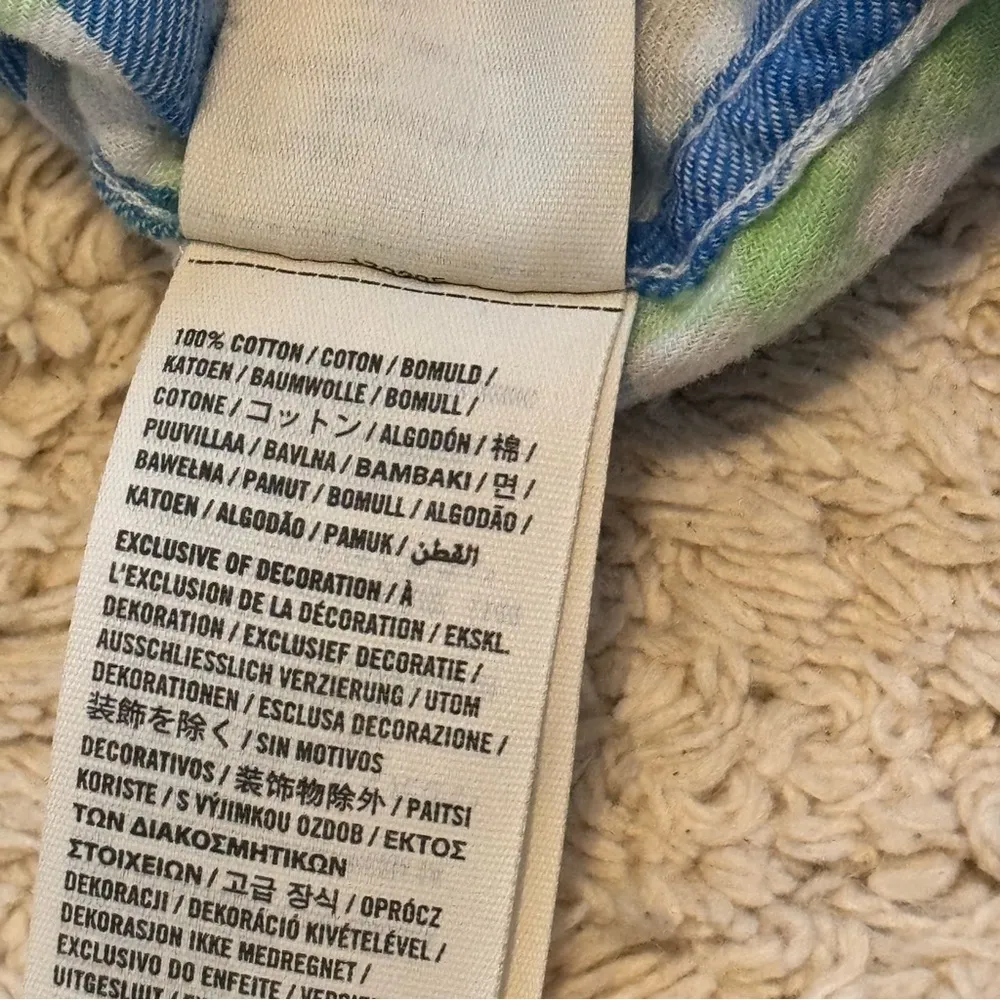 100% COTTON / COTON / BOMULD /
KATOEN / BAUMWOLLE / BOMULL /
COTONE / コットン / ALGODÓN / 棉 /
PUUVILLAA / BAVLNA / BAMBAKI / 면 /
BAWEŁNA / PAMUT / BOMULL / ALGODÃO /
KATOEN / ALGODÃO / PAMUK / القطن
EXCLUSIVE OF DECORATION / À
L'EXCLUSION DE LA DÉCORATION / EKSKL.
DEKORATION / EXCLUSIEF DECORATIE /
AUSSCHLIESSLICH VERZIERUNG / UTOM
DEKORATIONEN / ESCLUSA DECORAZIONE /
装飾を除く / SIN MOTIVOS
DECORATIVOS / 装饰物除外 / PAITSI
KORISTE / S VÝJIMKOU OZDOB / ΕΚΤΟΣ
ΤΩΝ ΔΙΑΚΟΣΜΗΤΙΚΩΝ
ΣΤΟΙΧΕΙΩΝ / 고급 장식 / OPRÓCZ
DEKORACJI / DEKORÁCIÓ KIVÉTELÉVEL /
DEKORASJON IKKE MEDREGNET /
EXCLUSIVO DO ENFEITE /
UITGESLUIT /